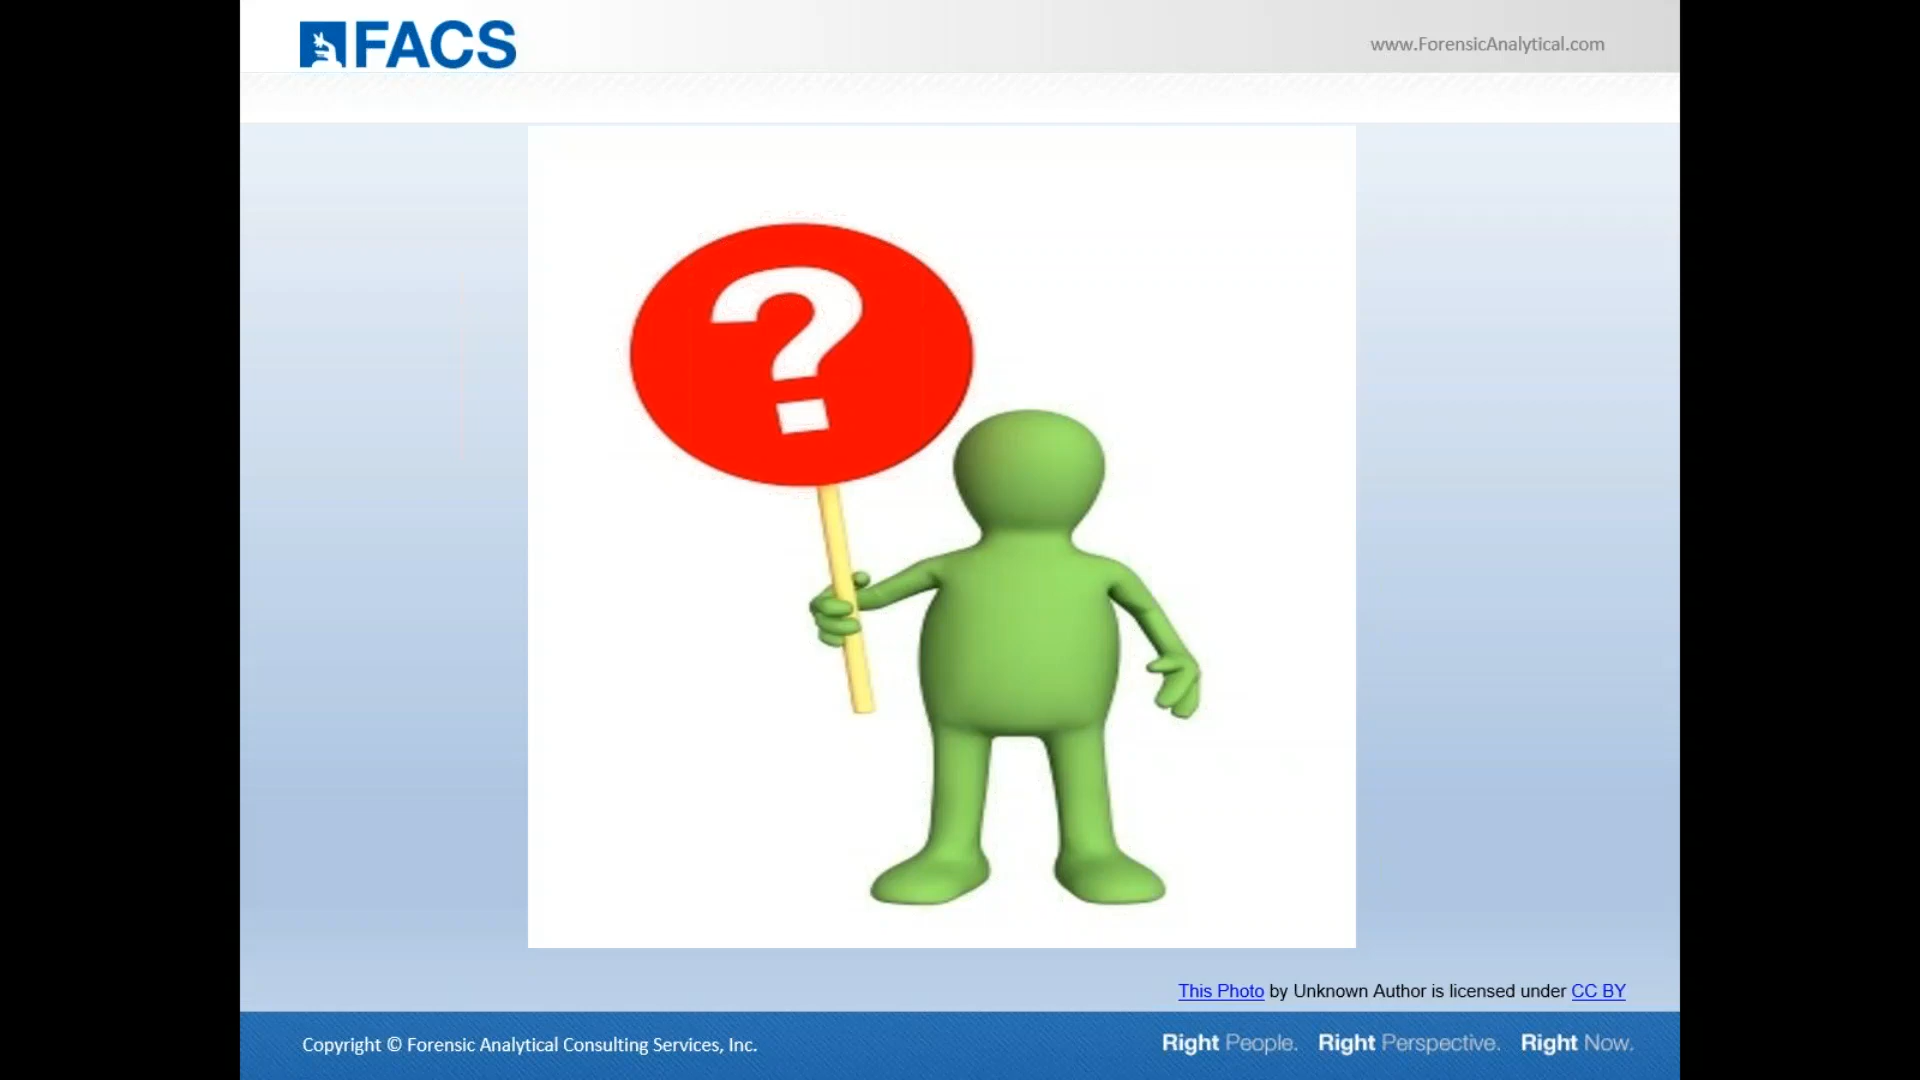 FACS
www.ForensicAnalytical.com
?
This Photo by Unknown Author is licensed under CC BY
Copyright © Forensic Analytical Consulting Services, Inc.
Right People. Right Perspective. Right Now.